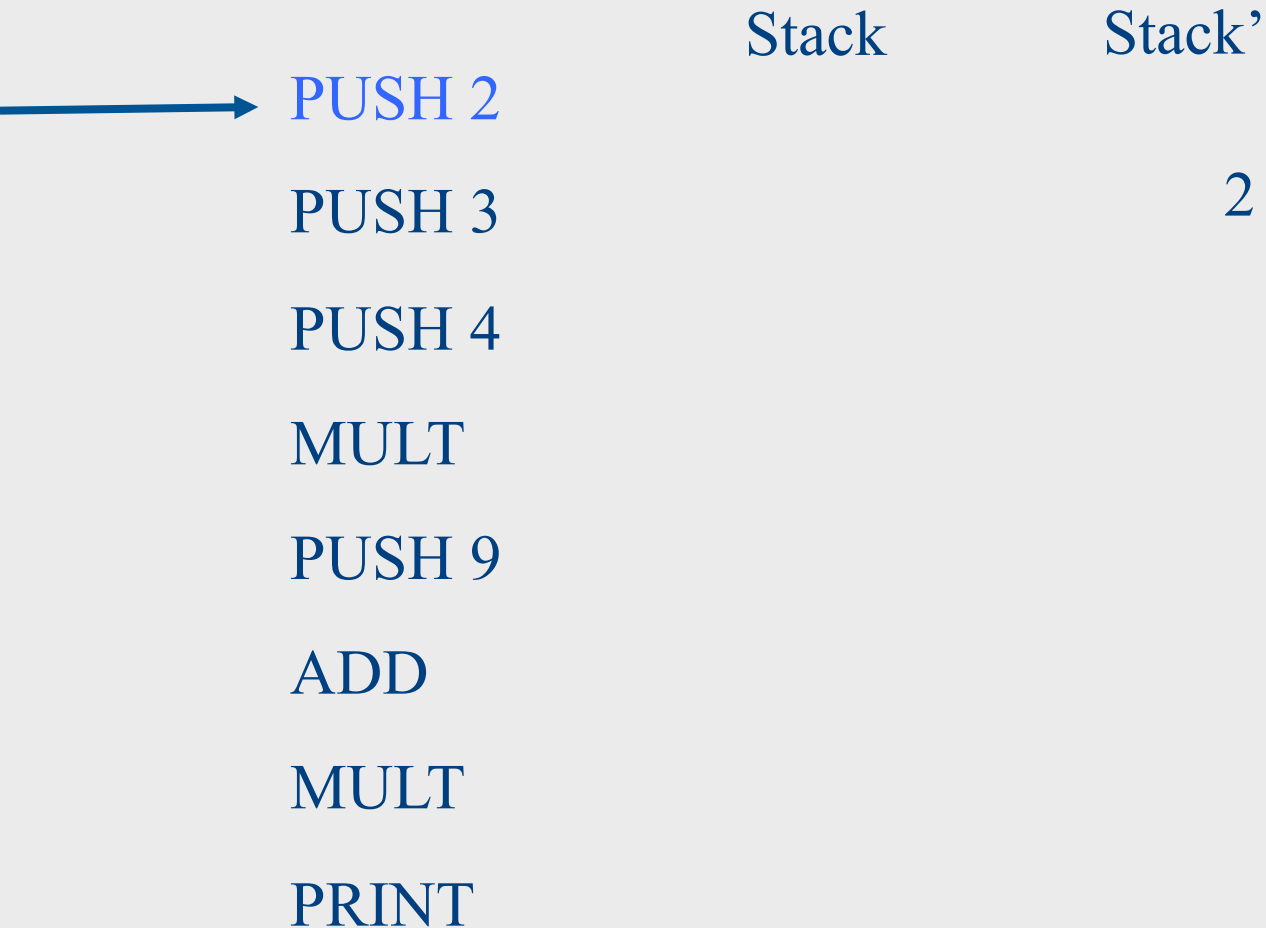 Stack Stack’
PUSH 2
PUSH 3 2
PUSH 4
MULT
PUSH 9
ADD
MULT
PRINT